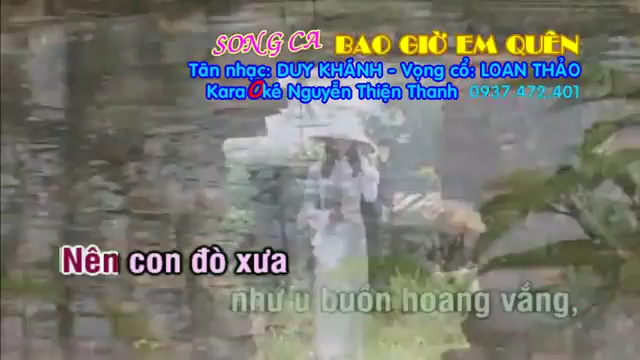 SONG CA BAO GIỜ EM QUÊN
Tân nhạc: DUY KHÁNH - Vọng cổ: LOAN THẢO
KaraOké Nguyễn Thiện Thanh 0937 472.401
Nên con đò xưa
như u buồn hoang vắng,